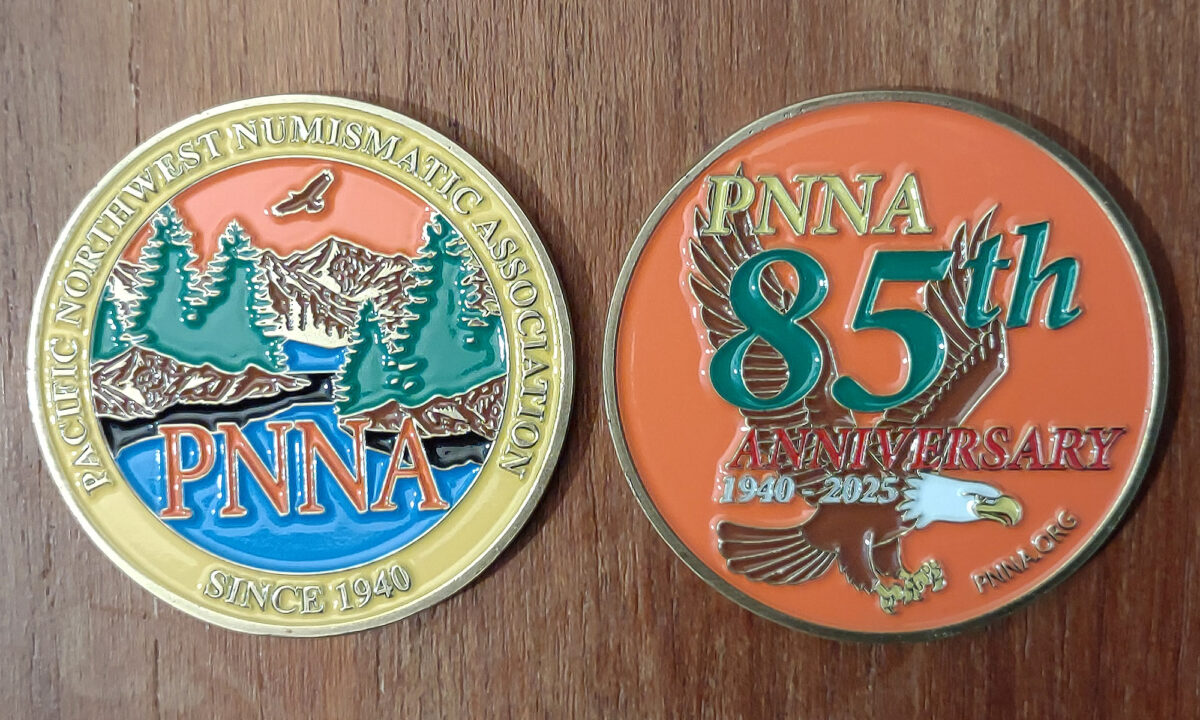 PACIFIC NORTHWEST NUMISMATIC ASSOCIATION
PNNA
SINCE 1940
PNNA
85th
ANNIVERSARY
1940 - 2025
PNNA.ORG